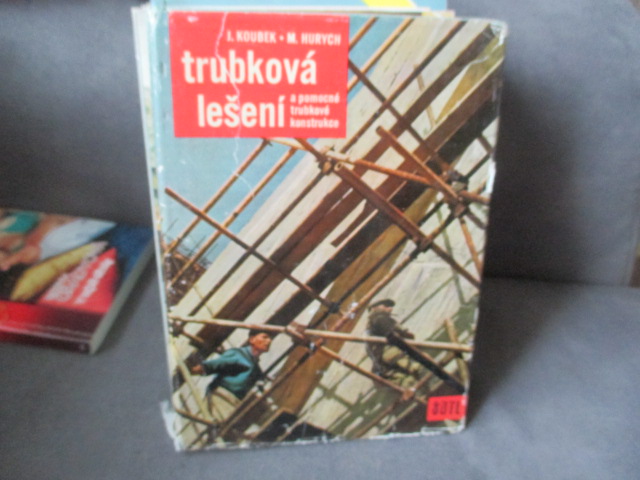 I. KOUBEK • M. HURYCH
trubková
lešení
a pomocné
trubkové
konstrukce
SNTL